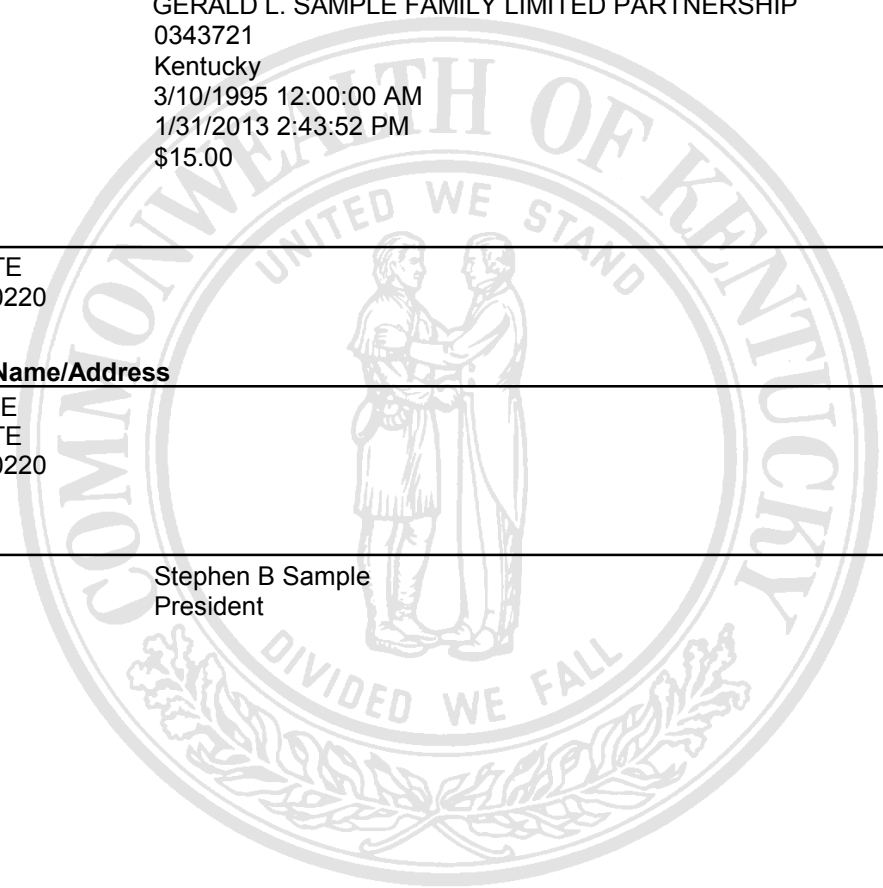 GERALD L. SAMPLE FAMILY LIMITED PARTNERSHIP
0343721
Kentucky
3/10/1995 12:00:00 AM
1/31/2013 2:43:52 PM
$15.00
COMMONWEALTH OF KENTUCKY
UNITED WE STAND
TE
0220
Name/Address
E
TE
0220
Stephen B Sample
President
DIVIDED WE FALL